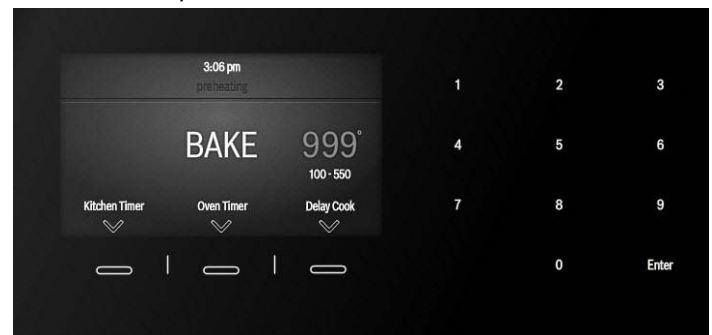 3:06 pm
preheating
BAKE 999°
100 - 550
Kitchen Timer Oven Timer Delay Cook
1 2 3
4 5 6
7 8 9
0 Enter